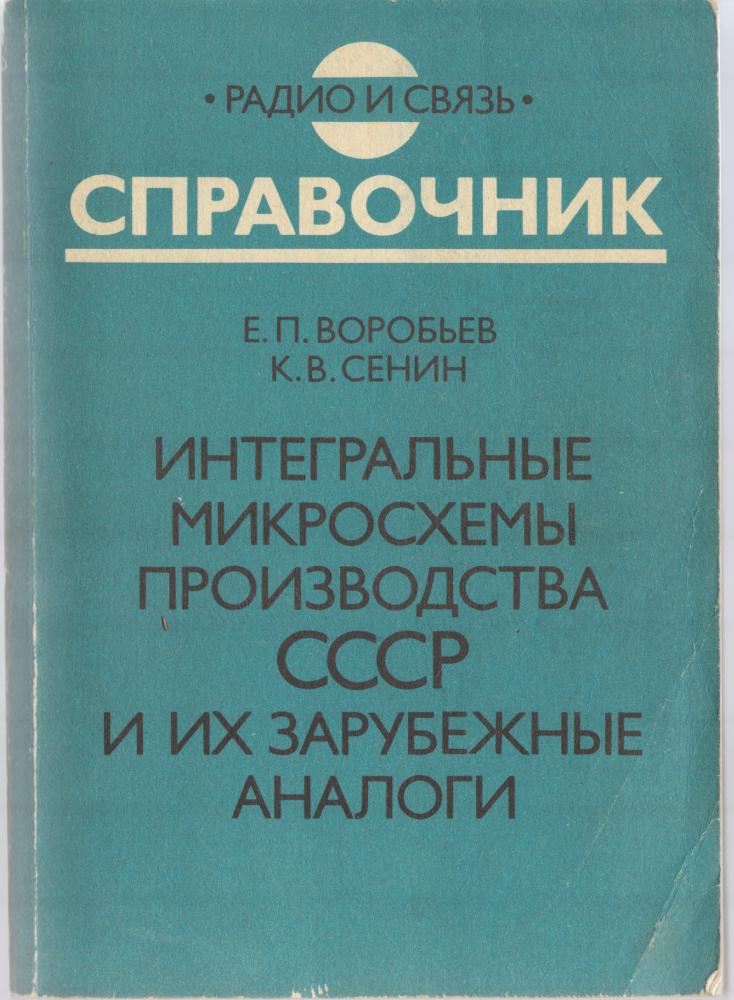 • РАДИО И СВЯЗЬ •
СПРАВОЧНИК
Е. П. ВОРОБЬЕВ
К. В. СЕНИН
ИНТЕГРАЛЬНЫЕ
МИКРОСХЕМЫ
ПРОИЗВОДСТВА
СССР
И ИХ ЗАРУБЕЖНЫЕ
АНАЛОГИ